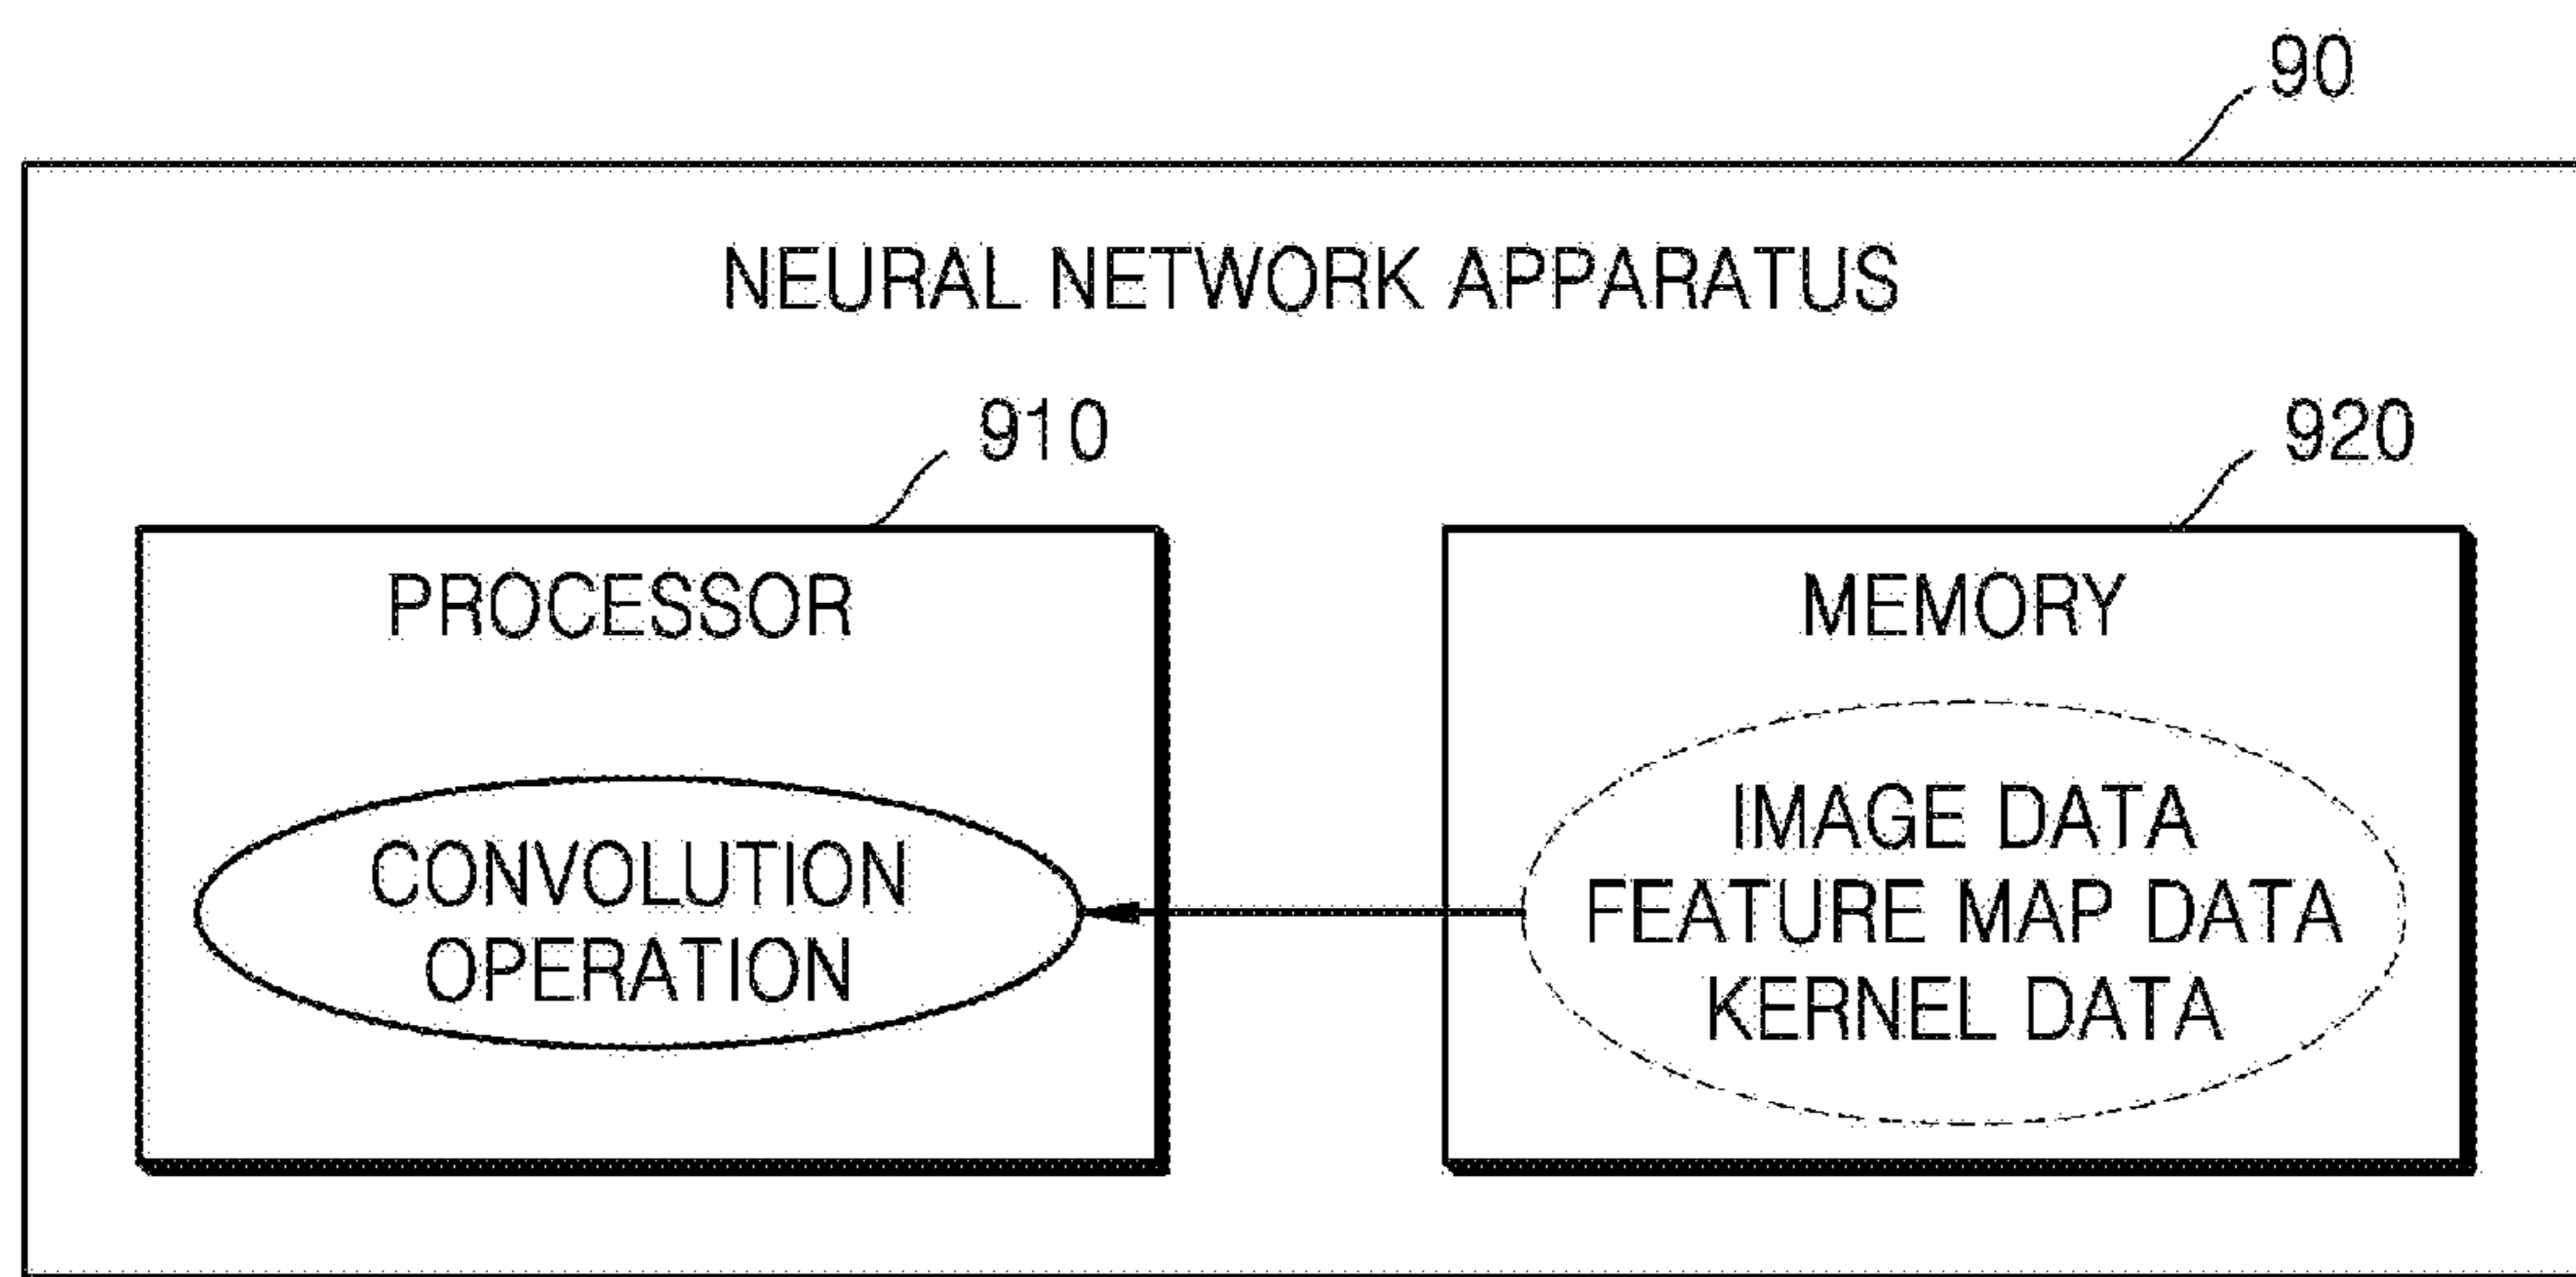 90
NEURAL NETWORK APPARATUS
910
920
PROCESSOR
MEMORY
CONVOLUTION
OPERATION
IMAGE DATA
FEATURE MAP DATA
KERNEL DATA